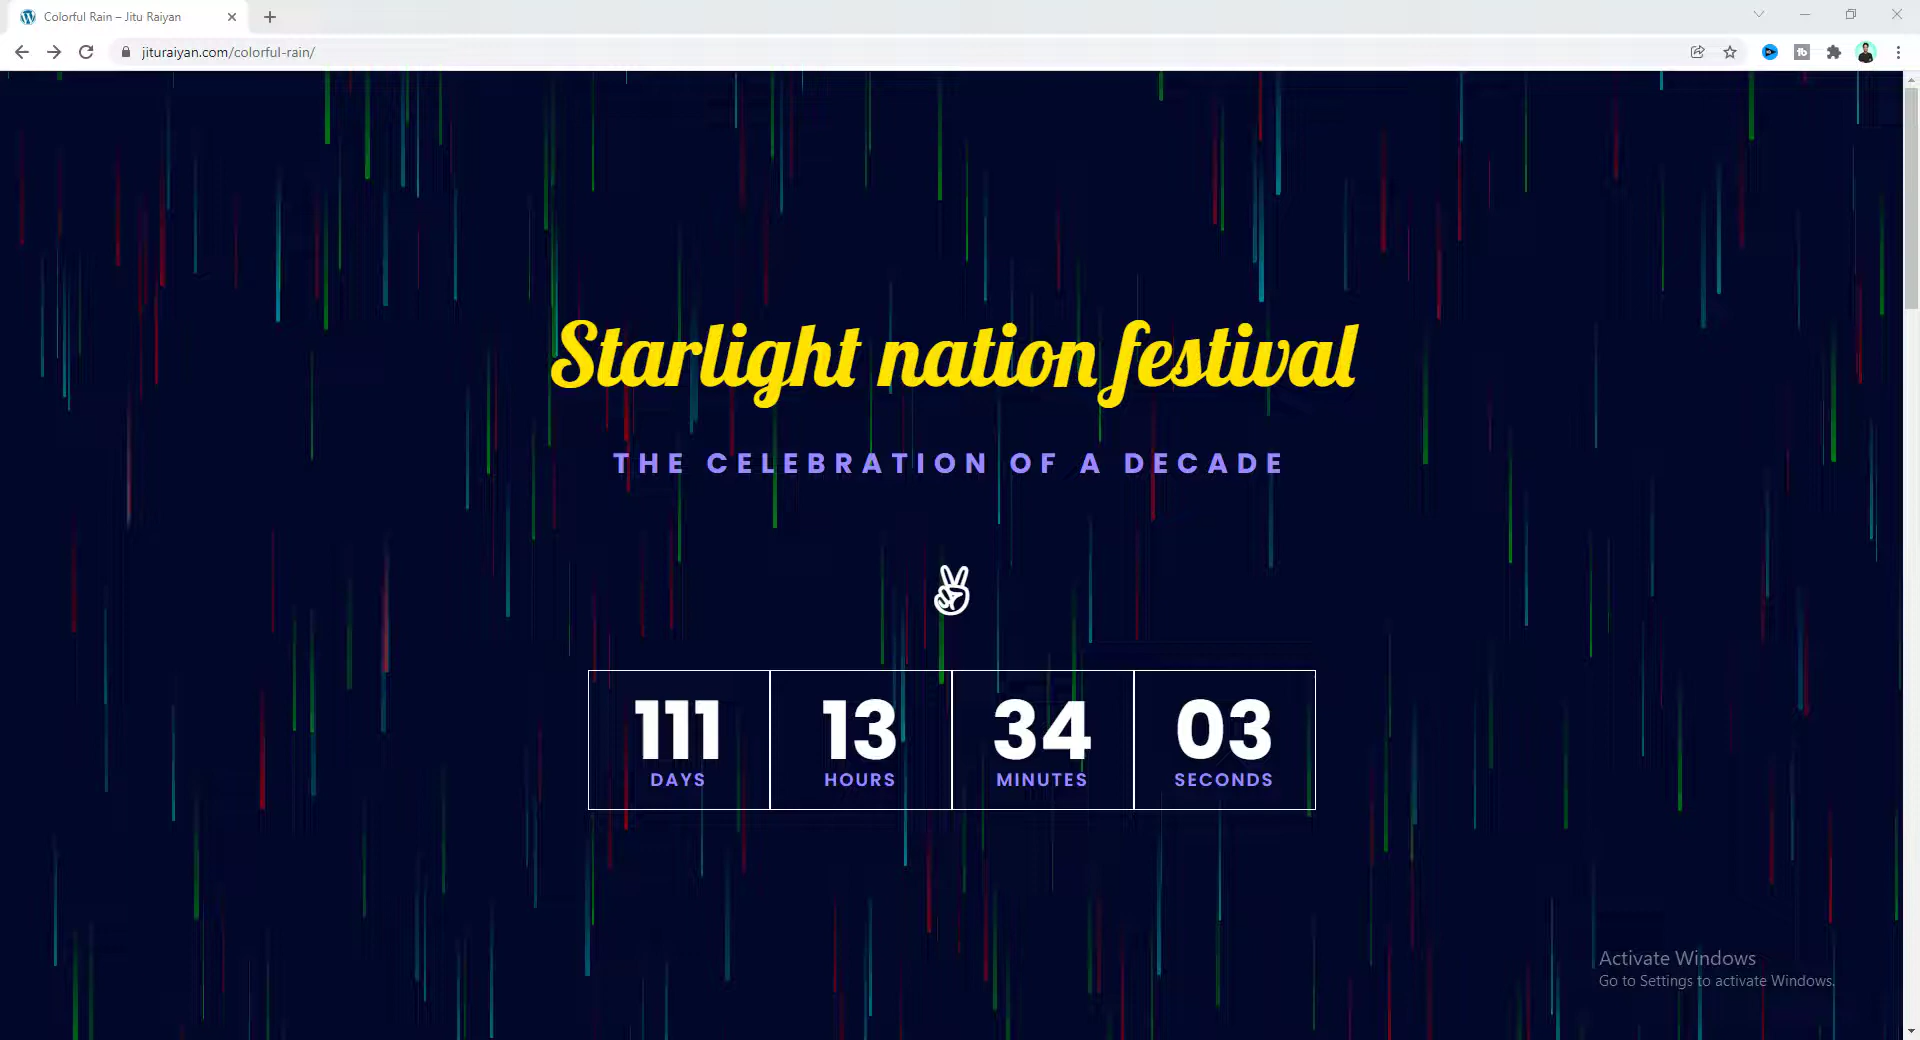 Colorful Rain – Jitu Raiyan
jituraiyan.com/colorful-rain/
Starlight nation festival
THE CELEBRATION OF A DECADE
111 13 34 03
DAYS HOURS MINUTES SECONDS
Activate Windows
Go to Settings to activate Windows.